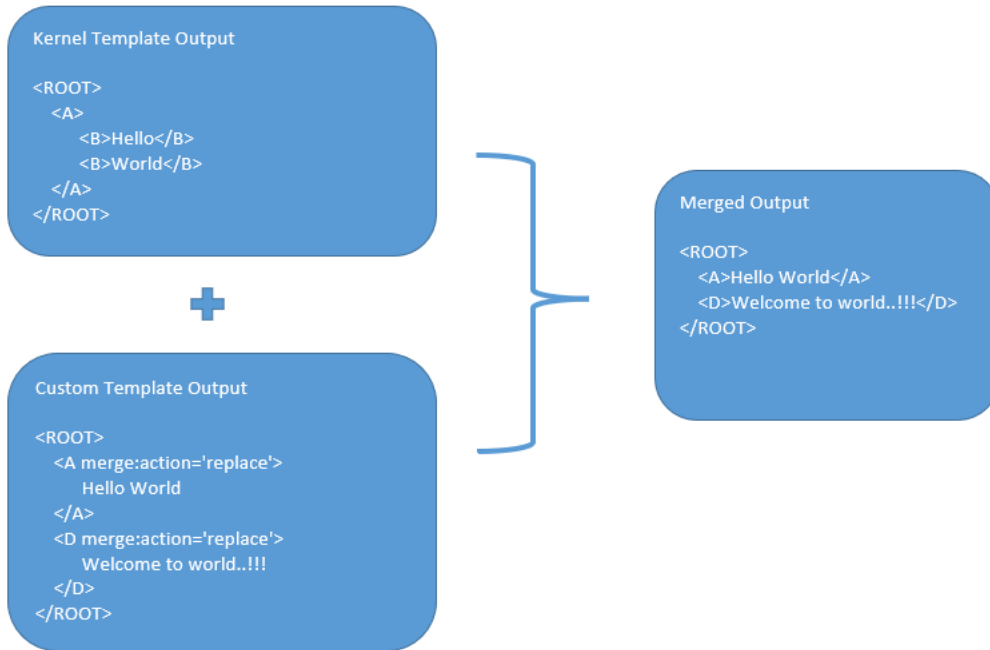 Kernel Template Output
<ROOT>
<A>
<B>Hello</B>
<B>World</B>
</A>
</ROOT>
Custom Template Output
<ROOT>
<A merge:action='replace'>
Hello World
</A>
<D merge:action='replace'>
Welcome to world..!!!
</D>
</ROOT>
Merged Output
<ROOT>
<A>Hello World</A>
<D>Welcome to world..!!!</D>
</ROOT>